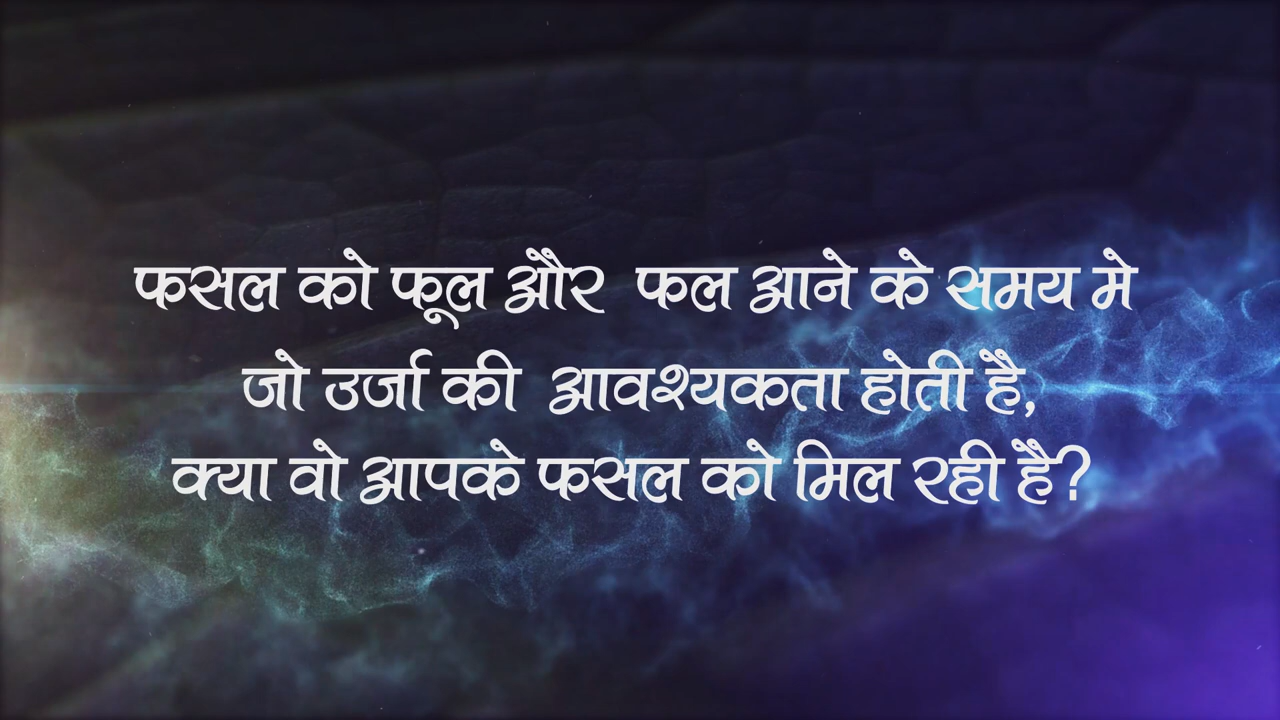 फसल को फूल और फल आने के समय मे
जो उर्जा की आवश्यकता होती है,
क्या वो आपके फसल को मिल रही है?